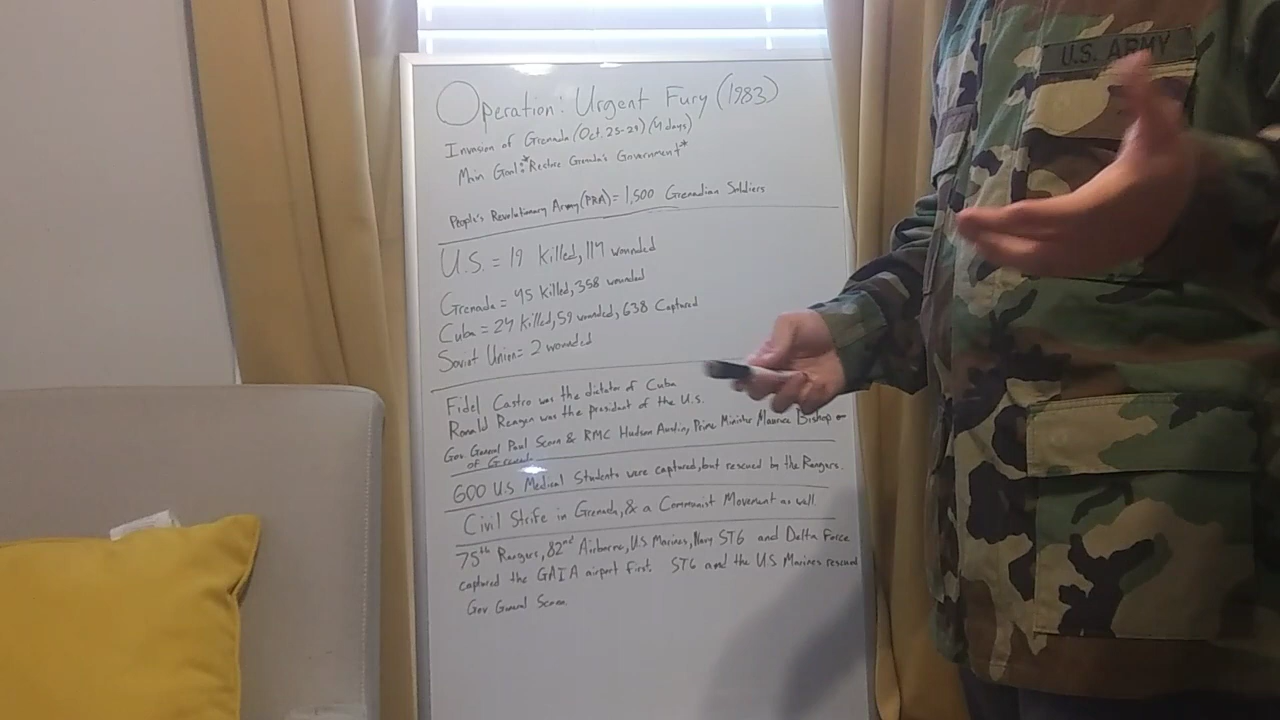 Operation: Urgent Fury (1983)
Invasion of Grenada (Oct. 25-29) (4 days)
Main Goal: *Restore Grenada's Government*
People's Revolutionary Army (PRA) = 1,500 Grenadian Soldiers
U.S. = 19 Killed, 117 wounded
Grenada = 45 Killed, 358 wounded
Cuba = 24 Killed, 59 wounded, 638 Captured
Soviet Union = 2 wounded
Fidel Castro was the dictator of Cuba
Ronald Reagan was the president of the U.S.
Gov. General Paul Scoon & RMC Hudson Austin, Prime Minister Maurice Bishop
of Grenada
600 U.S Medical Students were captured, but rescued by the Rangers.
Civil Strife in Grenada, & a Communist Movement as well.
75th Rangers, 82nd Airborne, U.S Marines, Navy ST6 and Delta Force
captured the GAIA airport first. ST6 and the U.S Marines rescued
Gov General Scoon.
U.S. ARMY